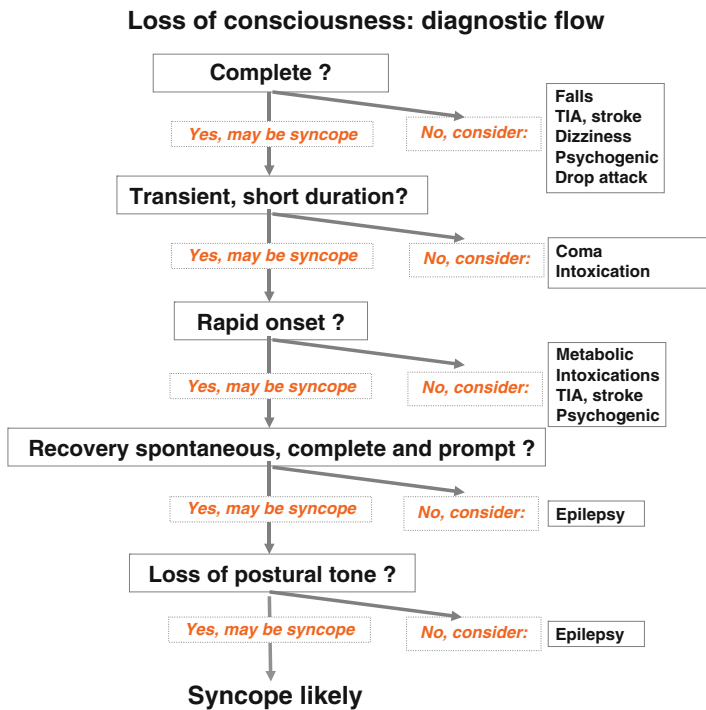 Loss of consciousness: diagnostic flow
Complete ?
Yes, may be syncope
No, consider:
Falls
TIA, stroke
Dizziness
Psychogenic
Drop attack
Transient, short duration?
Yes, may be syncope
No, consider:
Coma
Intoxication
Rapid onset ?
Yes, may be syncope
No, consider:
Metabolic
Intoxications
TIA, stroke
Psychogenic
Recovery spontaneous, complete and prompt ?
Yes, may be syncope
No, consider:
Epilepsy
Loss of postural tone ?
Yes, may be syncope
No, consider:
Epilepsy
Syncope likely